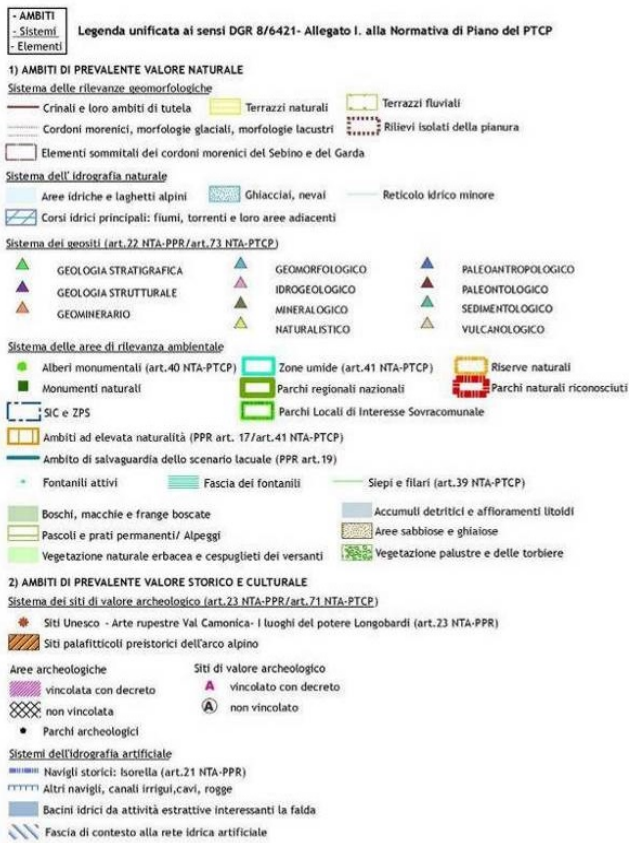 - AMBITI
- Sistemi
- Elementi
Legenda unificata ai sensi DGR 8/6421- Allegato I. alla Normativa di Piano del PTCP
1) AMBITI DI PREVALENTE VALORE NATURALE
Sistema delle rilevanze geomorfologiche
Crinali e loro ambiti di tutela
Terrazzi naturali
Terrazzi fluviali
Cordoni morenici, morfologie glaciali, morfologie lacustri
Rilievi isolati della pianura
Elementi sommitali dei cordoni morenici del Sebino e del Garda
Sistema dell' idrografia naturale
Aree idriche e laghetti alpini
Ghiacciai, nevai
Reticolo idrico minore
Corsi idrici principali: fiumi, torrenti e loro aree adiacenti
Sistema dei geositi (art.22 NTA-PPR/art.73 NTA-PTCP)
GEOLOGIA STRATIGRAFICA
GEOLOGIA STRUTTURALE
GEOMINERARIO
GEOMORFOLOGICO
IDROGEOLOGICO
MINERALOGICO
NATURALISTICO
PALEOANTROPOLOGICO
PALEONTOLOGICO
SEDIMENTOLOGICO
VULCANOLOGICO
Sistema delle aree di rilevanza ambientale
Alberi monumentali (art.40 NTA-PTCP)
Zone umide (art.41 NTA-PTCP)
Riserve naturali
Monumenti naturali
Parchi regionali nazionali
Parchi naturali riconosciuti
SIC e ZPS
Parchi Locali di Interesse Sovracomunale
Ambiti ad elevata naturalità (PPR art. 17/art.41 NTA-PTCP)
Ambito di salvaguardia dello scenario lacuale (PPR art.19)
Fontanili attivi
Fascia dei fontanili
Siepi e filari (art.39 NTA-PTCP)
Boschi, macchie e frange boscate
Accumuli detritici e affioramenti litoidi
Pascoli e prati permanenti/ Alpeggi
Aree sabbiose e ghiaiose
Vegetazione naturale erbacea e cespuglieti dei versanti
Vegetazione palustre e delle torbiere
2) AMBITI DI PREVALENTE VALORE STORICO E CULTURALE
Sistema dei siti di valore archeologico (art.23 NTA-PPR/art.71 NTA-PTCP)
Siti Unesco - Arte rupestre Val Camonica- I luoghi del potere Longobardi (art.23 NTA-PPR)
Siti palafitticoli preistorici dell'arco alpino
Aree archeologiche
Siti di valore archeologico
vincolata con decreto
A vincolato con decreto
non vincolata
A non vincolato
Parchi archeologici
Sistemi dell'idrografia artificiale
Navigli storici: Isorella (art.21 NTA-PPR)
Altri navigli, canali irrigui,cavi, rogge
Bacini idrici da attività estrattive interessanti la falda
Fascia di contesto alla rete idrica artificiale